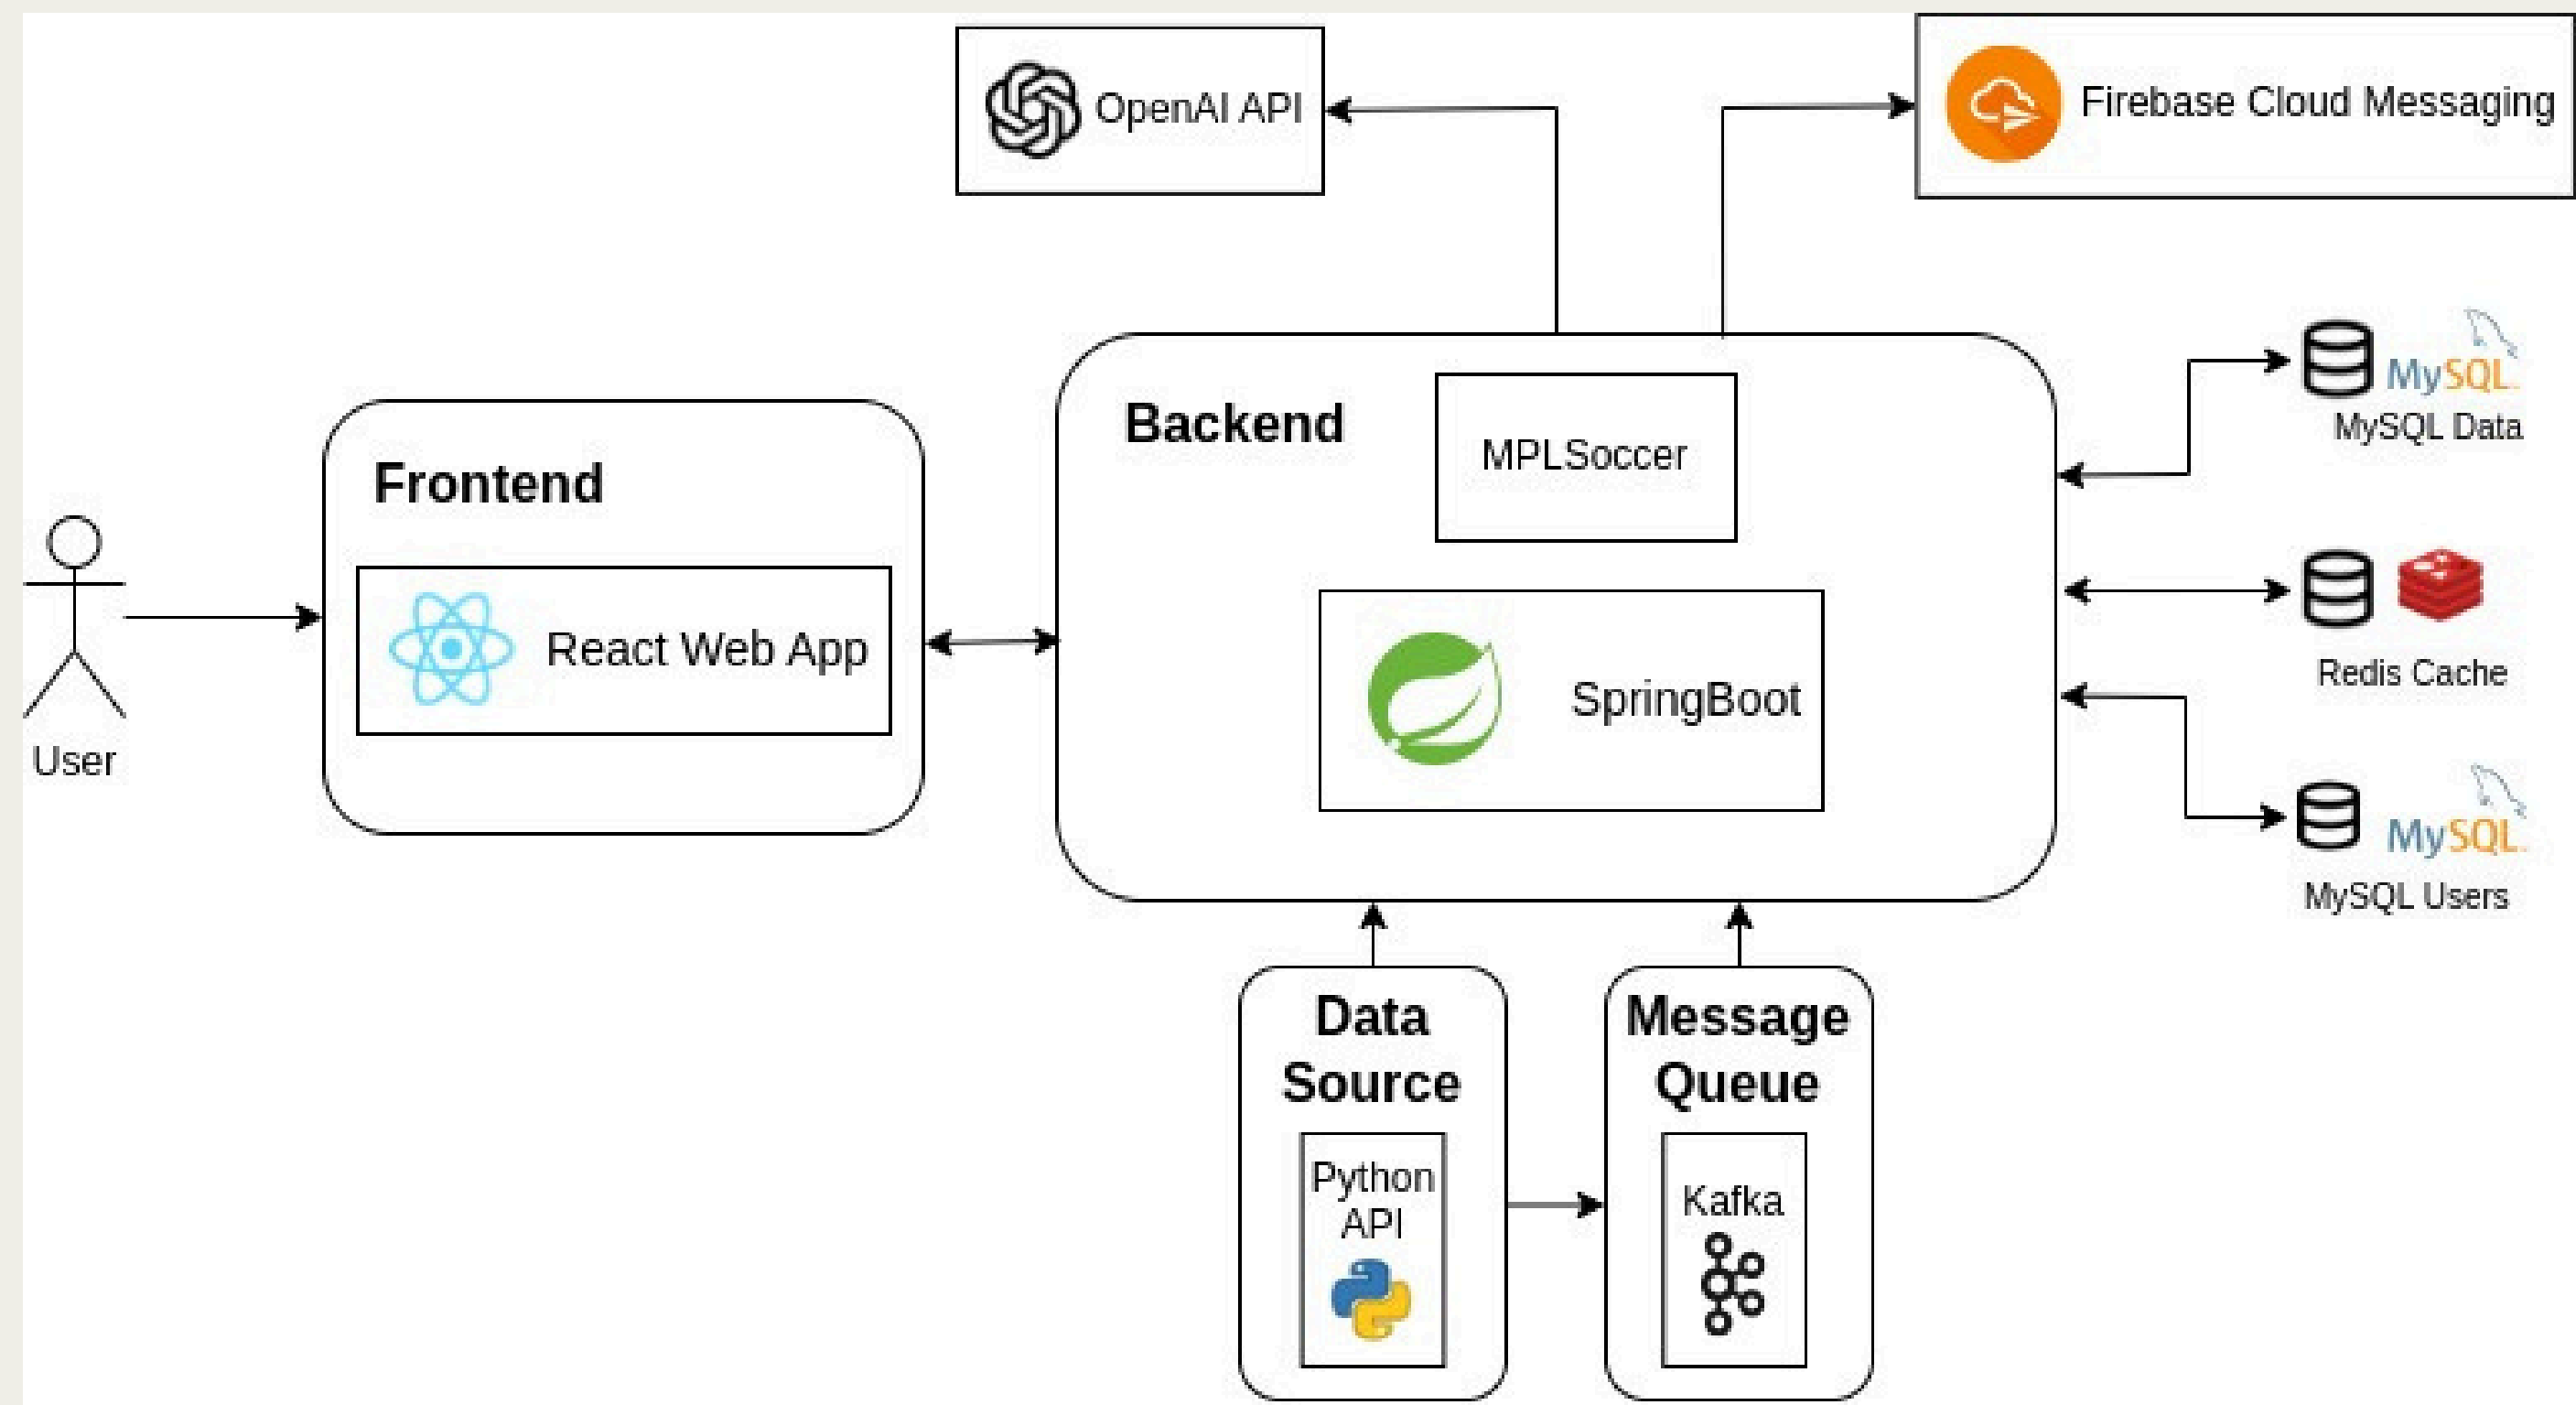 OpenAI API
Firebase Cloud Messaging
Backend
MPLSoccer
MySQL
MySQL Data
Frontend
React Web App
SpringBoot
Redis Cache
User
MySQL
MySQL Users
Data
Source
Message
Queue
Python
API
Kafka